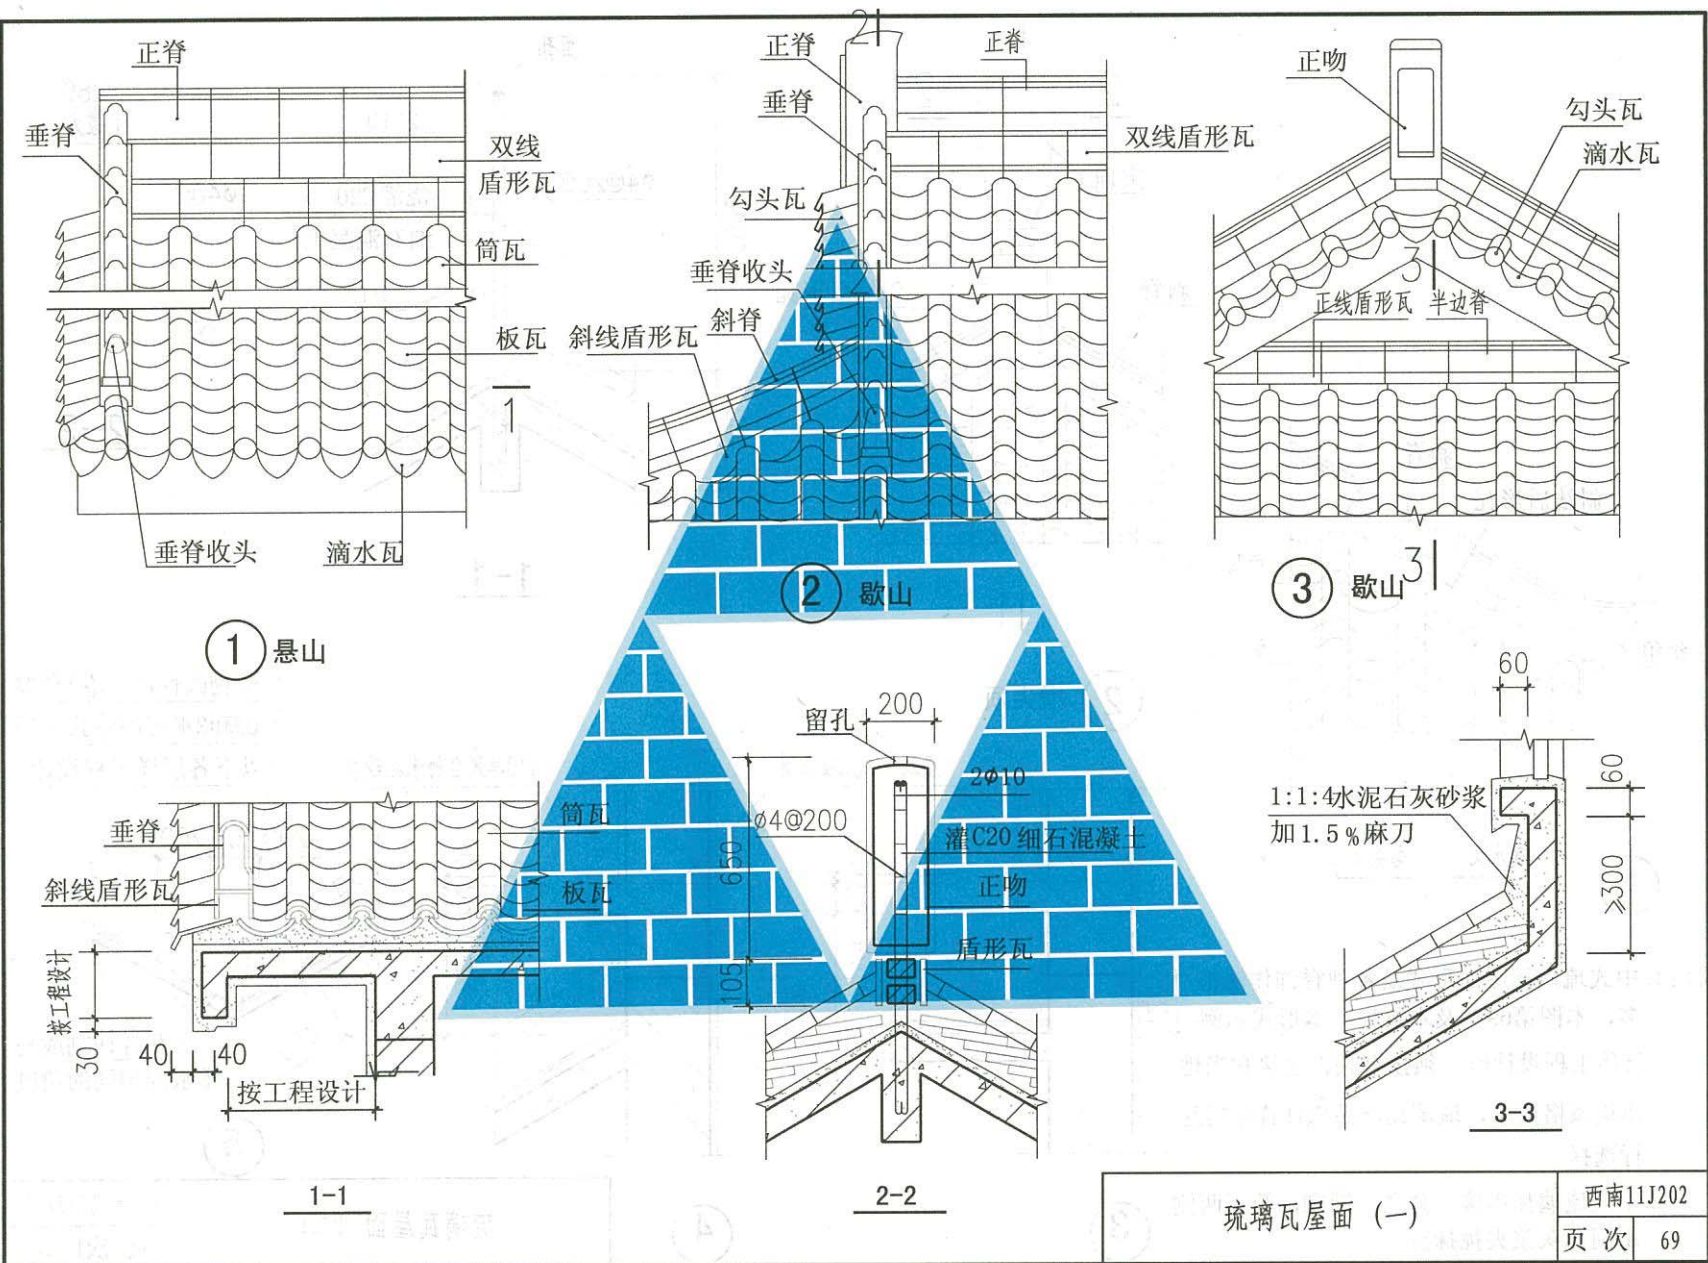 正脊
垂脊
双线
盾形瓦
筒瓦
板瓦
1
垂脊收头
滴水瓦
1 悬山
2
正脊
正脊
垂脊
双线盾形瓦
勾头瓦
垂脊收头
2
斜脊
斜线盾形瓦
2 歇山
正吻
勾头瓦
滴水瓦
3
正线盾形瓦
半边脊
3
3 歇山
垂脊
筒瓦
斜线盾形瓦
板瓦
按工程设计
30
40
40
按工程设计
1-1
200
留孔
2ϕ10
ϕ4@200
灌C20 细石混凝土
650
正吻
盾形瓦
105
2-2
60
60
1:1:4水泥石灰砂浆
加1.5%麻刀
≥300
3-3
琉璃瓦屋面 (一)
西南11J202
页 次 69